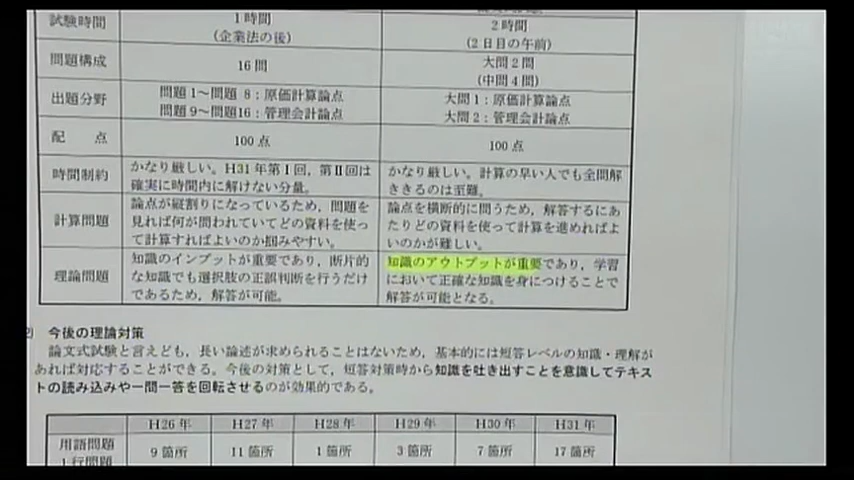 試験時間
1時間
(企業法の後)
2時間
(2日目の午前)
問題構成
16問
大問2問
(中問4問)
出題分野
問題1~問題 8:原価計算論点
問題9~問題16:管理会計論点
大問1:原価計算論点
大問2:管理会計論点
配 点
100点
100点
時間制約
かなり厳しい。H31年第Ⅰ回,第Ⅱ回は
確実に時間内に解けない分量。
かなり厳しい。計算の早い人でも全問解
ききるのは至難。
計算問題
論点が縦割りになっているため,問題を
見れば何が問われていてどの資料を使っ
て計算すればよいのか掴みやすい。
論点を横断的に問うため,解答するにあ
たりどの資料を使って計算を進めればよ
いのかが難しい。
理論問題
知識のインプットが重要であり,断片的
な知識でも選択肢の正誤判断を行うだけ
であるため,解答が可能。
知識のアウトプットが重要であり,学習
において正確な知識を身につけることで
解答が可能となる。
2) 今後の理論対策
論文式試験と言えども,長い論述が求められることはないため,基本的には短答レベルの知識・理解が
あれば対応することができる。今後の対策として,短答対策時から知識を吐き出すことを意識してテキス
トの読み込みや一問一答を回転させるのが効果的である。
H26年 H27年 H28年 H29年 H30年 H31年
用語問題
1行問題
9箇所 11箇所 1箇所 3箇所 7箇所 17箇所